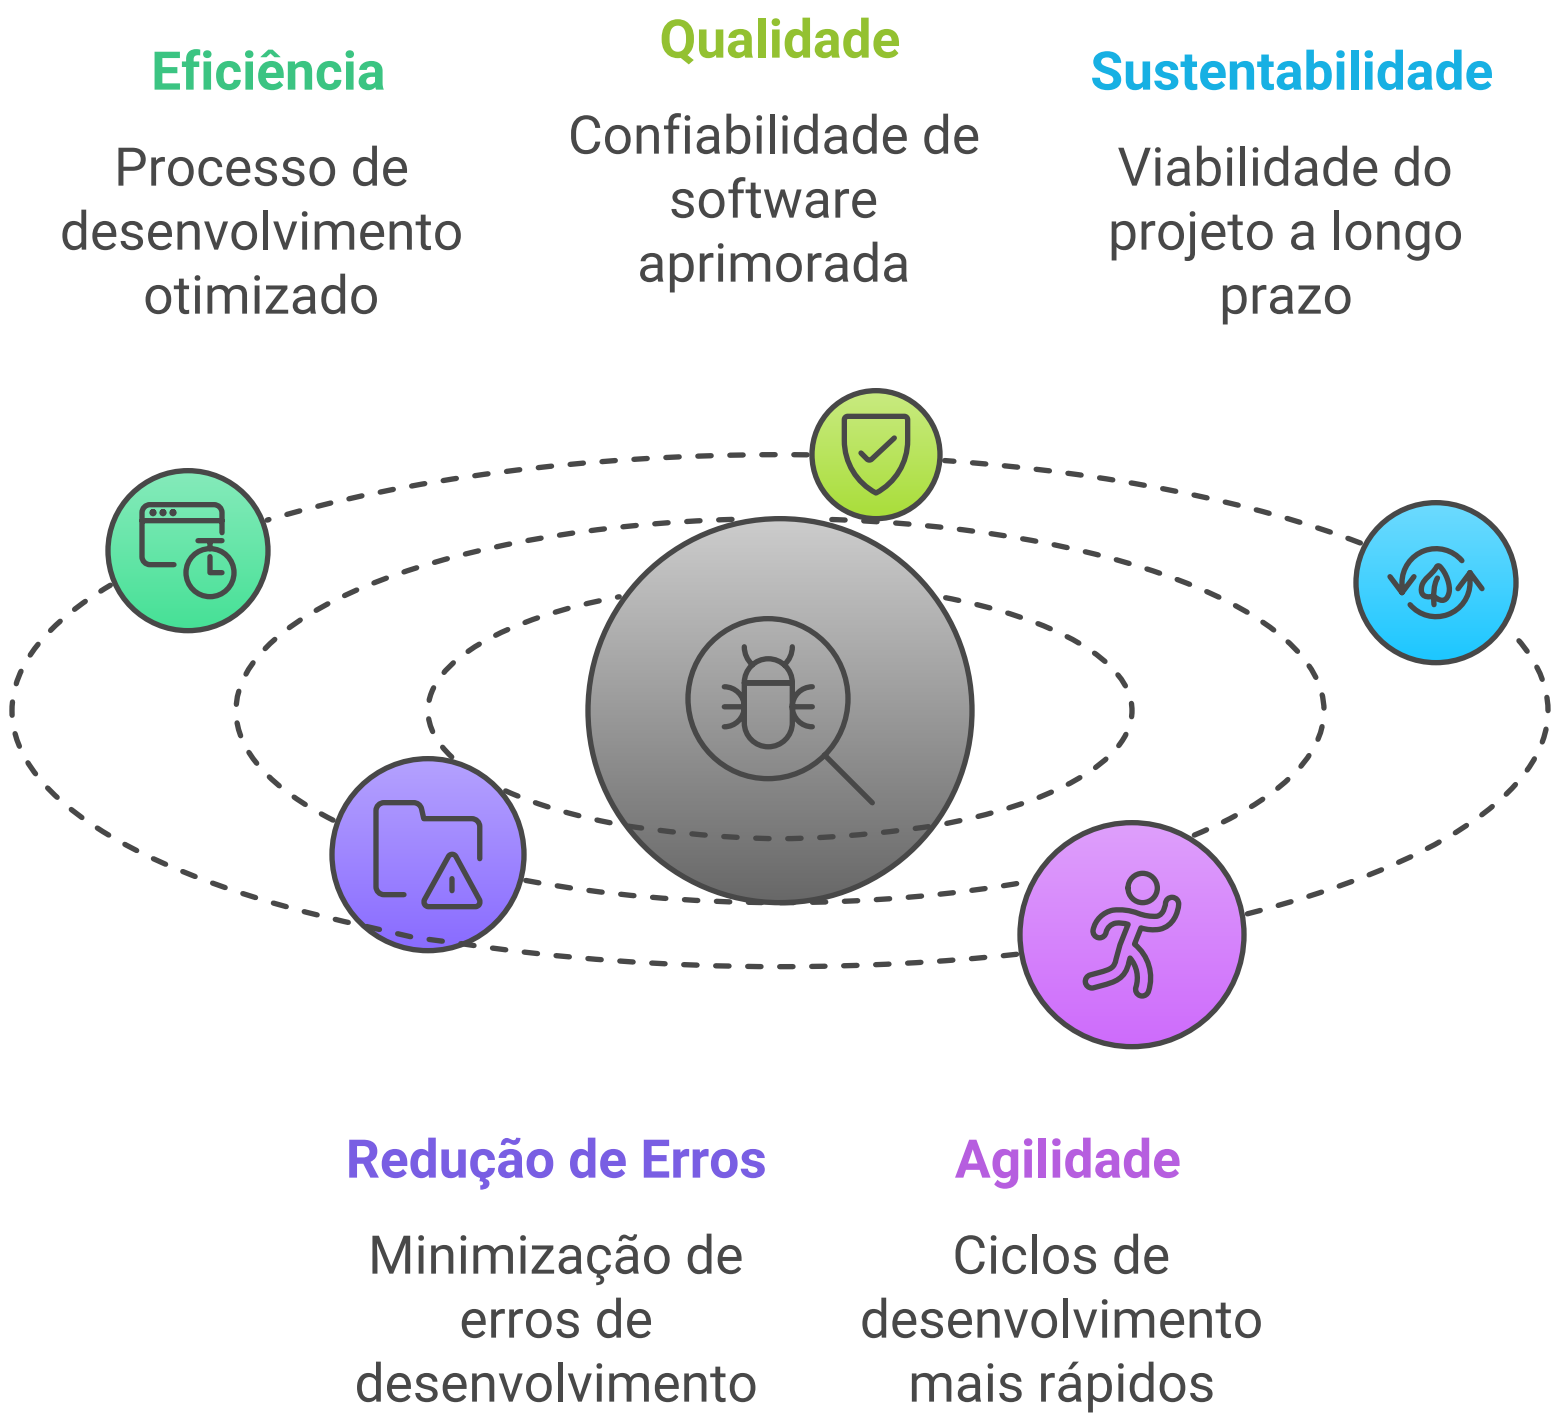 Eficiência
Processo de
desenvolvimento
otimizado
Qualidade
Confiabilidade de
software
aprimorada
Sustentabilidade
Viabilidade do
projeto a longo
prazo
Redução de Erros
Minimização de
erros de
desenvolvimento
Agilidade
Ciclos de
desenvolvimento
mais rápidos